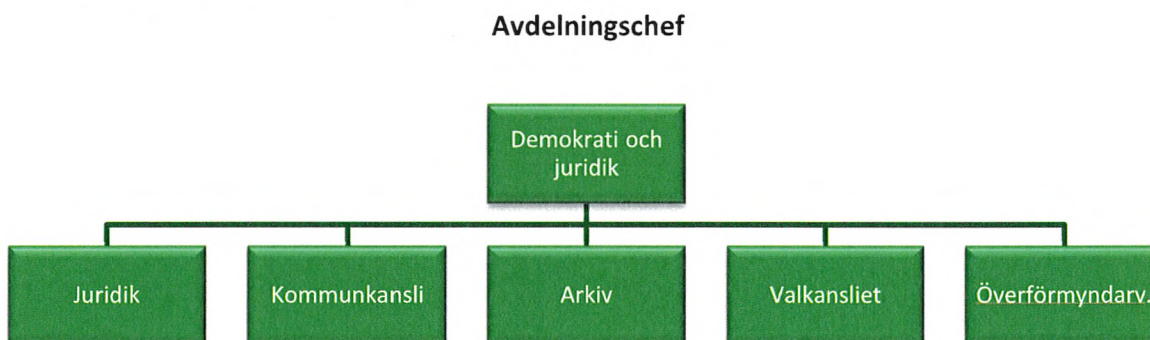 Avdelningschef
Demokrati och
juridik
Juridik
Kommunkansli
Arkiv
Valkansliet
Överförmyndarv.